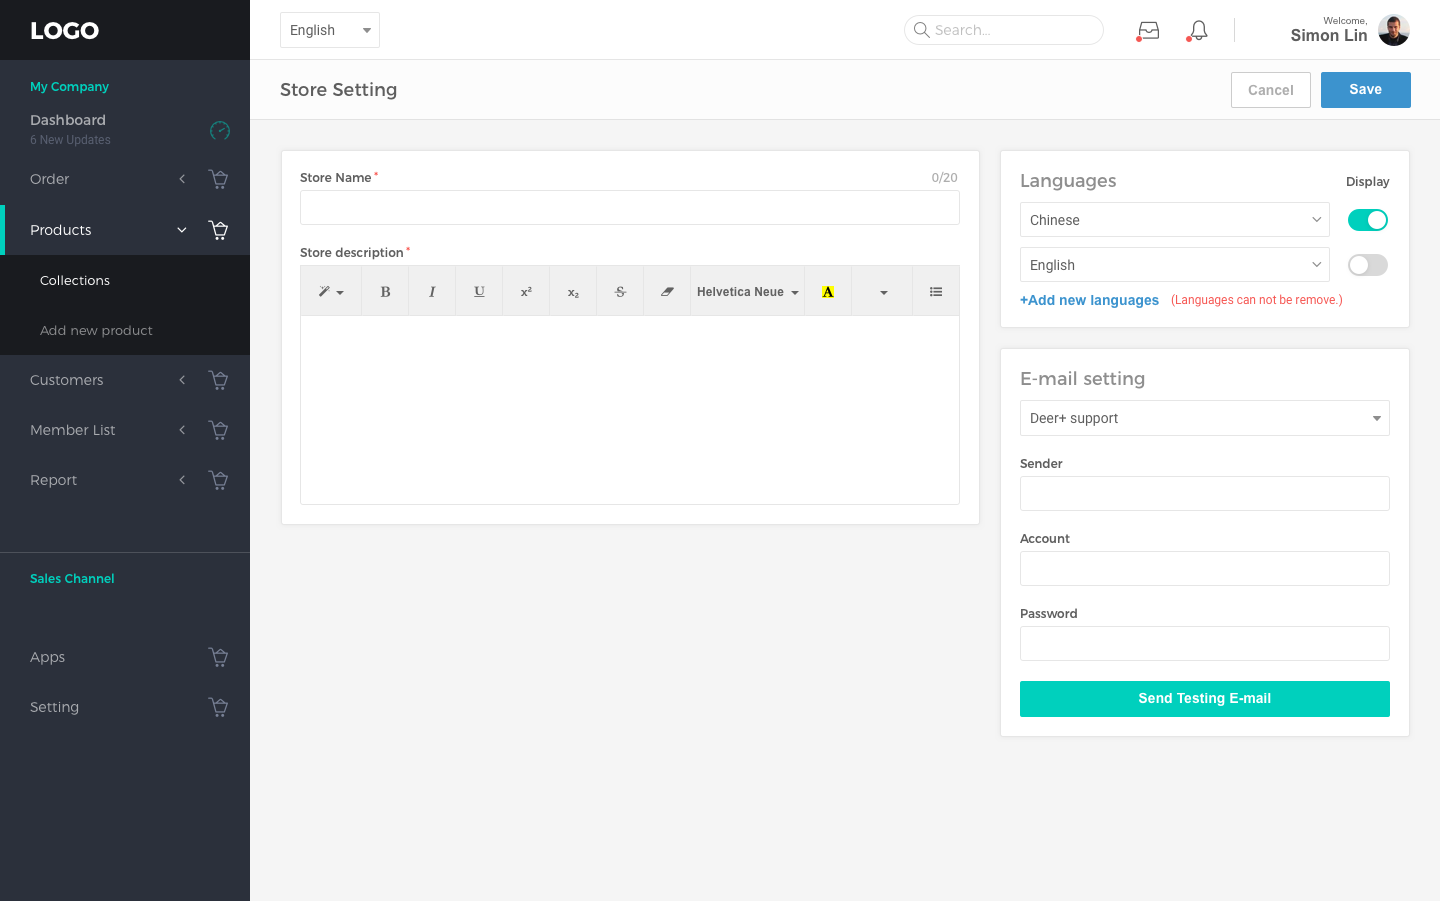 LOGO
English
Search...
Welcome,
Simon Lin
My Company
Dashboard
6 New Updates
Order
Products
Collections
Add new product
Customers
Member List
Report
Sales Channel
Apps
Setting
Store Setting
Cancel
Save
Store Name*
0/20
Store description*
B
I
U
x²
x₂
S
Helvetica Neue
A
Languages
Display
Chinese
English
+Add new languages (Languages can not be remove.)
E-mail setting
Deer+ support
Sender
Account
Password
Send Testing E-mail